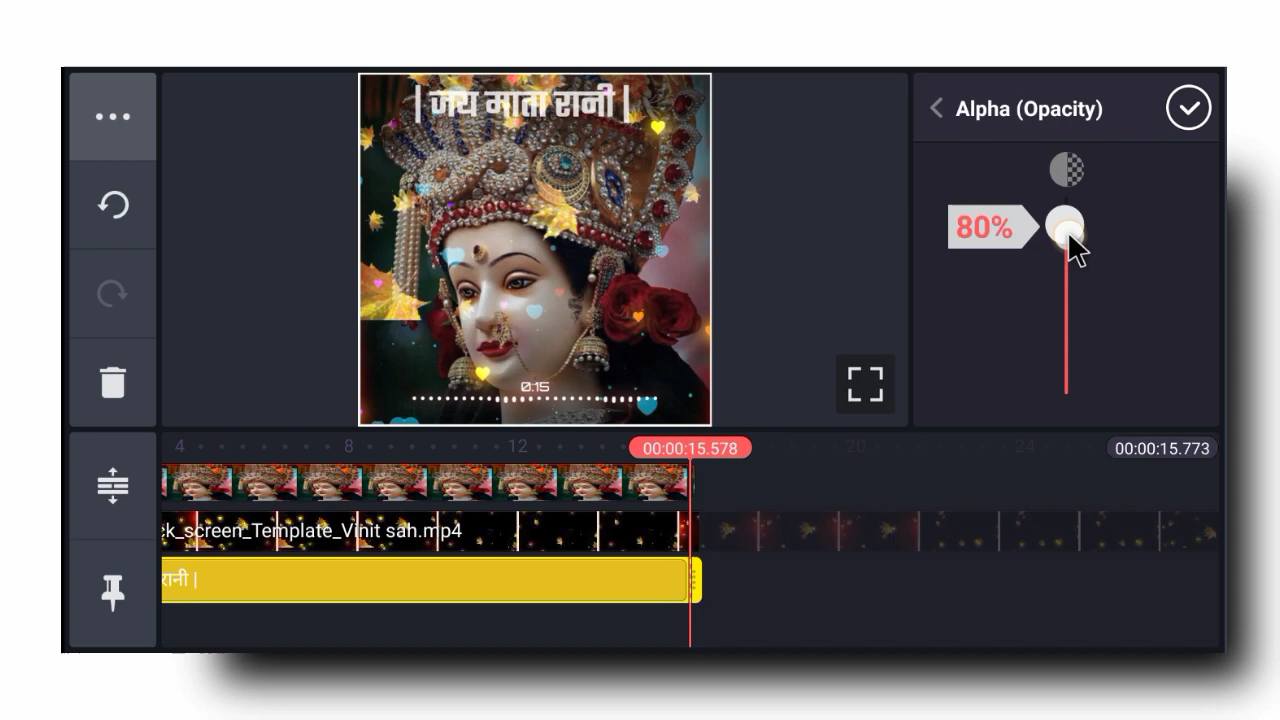 | जय माता रानी |
Alpha (Opacity)
80%
0:15
4 8 12 00:00:15.578 20 24 00:00:15.773
ck_screen_Template_Vinit sah.mp4
रानी |